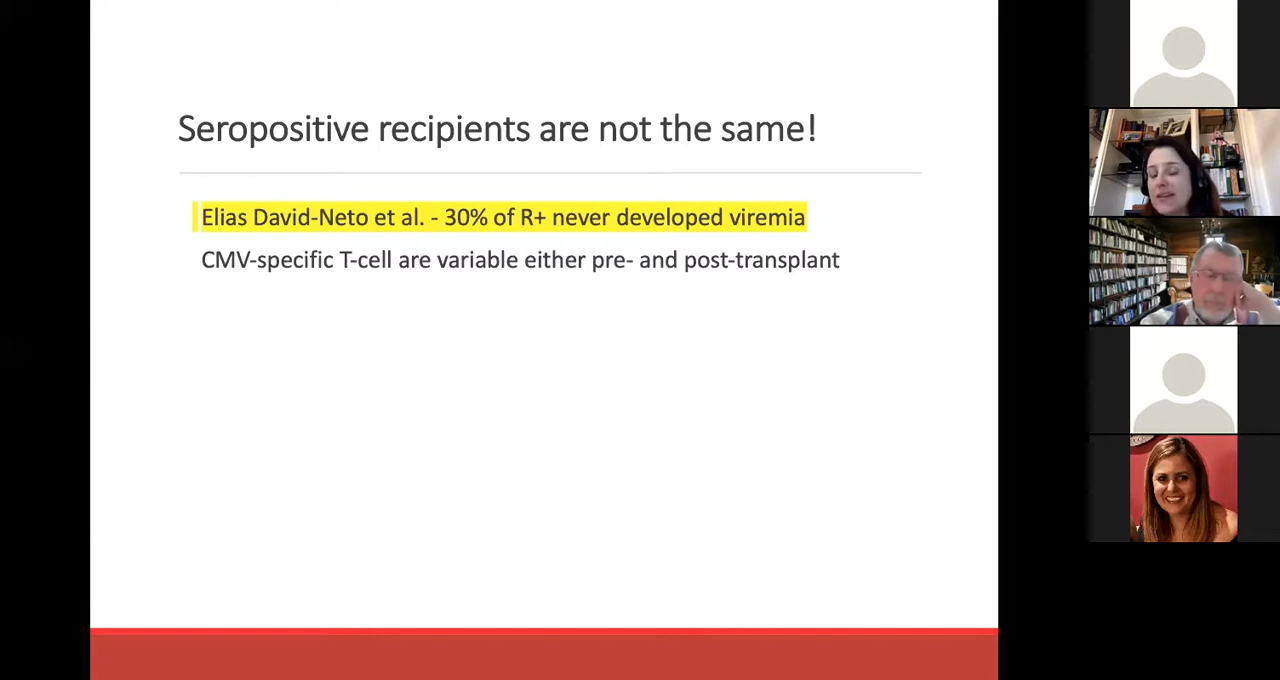 Seropositive recipients are not the same!
Elias David-Neto et al. - 30% of R+ never developed viremia
CMV-specific T-cell are variable either pre- and post-transplant